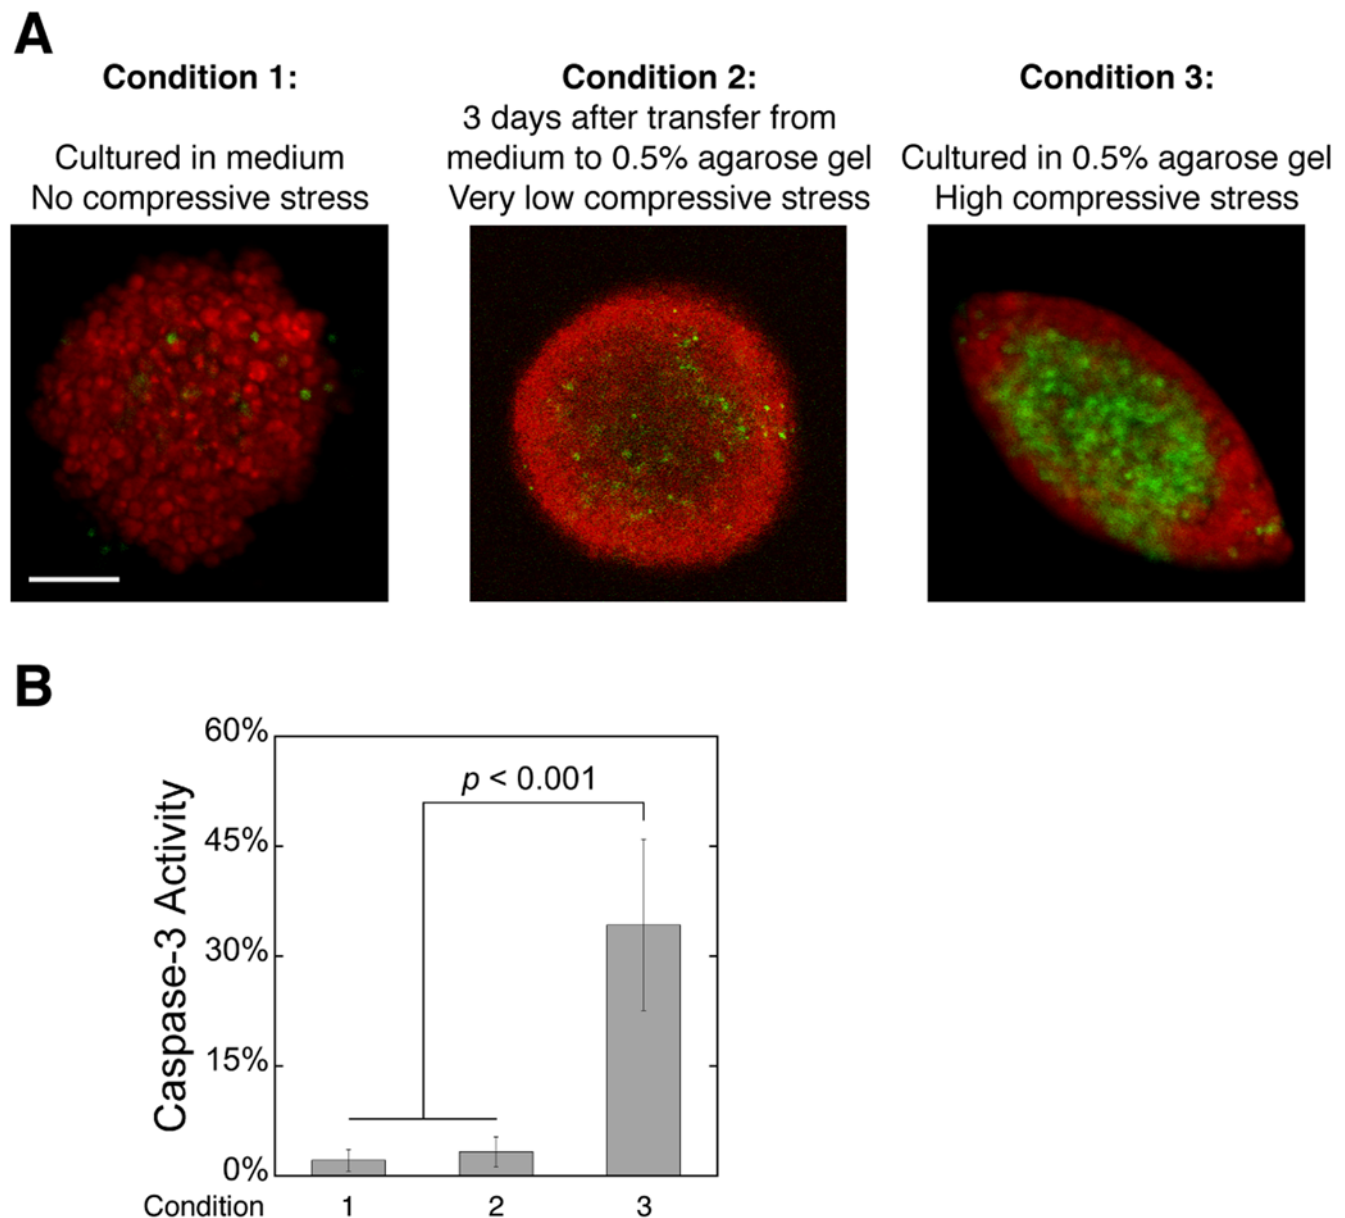 A
Condition 1:
Cultured in medium
No compressive stress
Condition 2:
3 days after transfer from
medium to 0.5% agarose gel
Very low compressive stress
Condition 3:
Cultured in 0.5% agarose gel
High compressive stress
B
Caspase-3 Activity
60%
45%
30%
15%
0%
p < 0.001
Condition 1 2 3